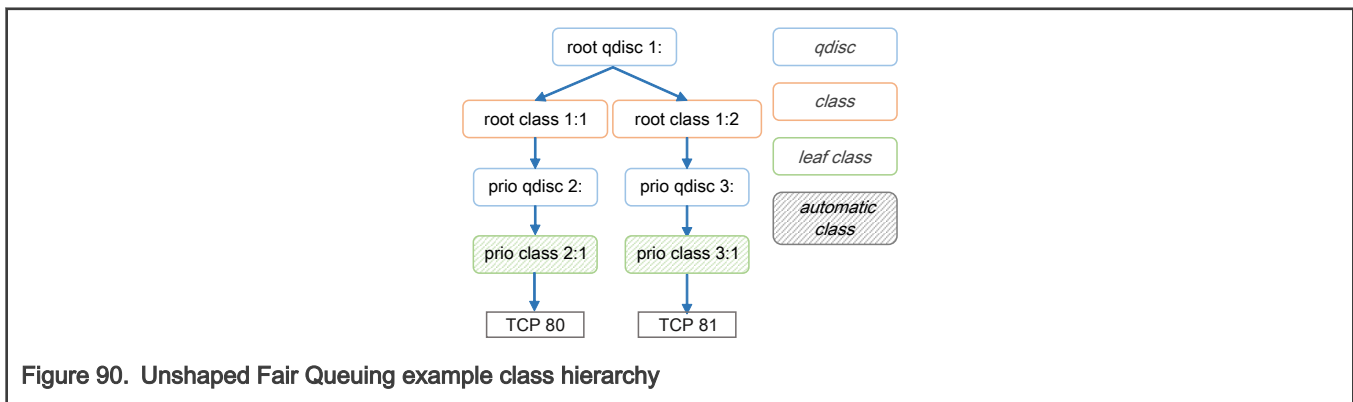 root qdisc 1:
qdisc
root class 1:1
root class 1:2
class
prio qdisc 2:
prio qdisc 3:
leaf class
automatic
class
prio class 2:1
prio class 3:1
TCP 80
TCP 81
Figure 90. Unshaped Fair Queuing example class hierarchy